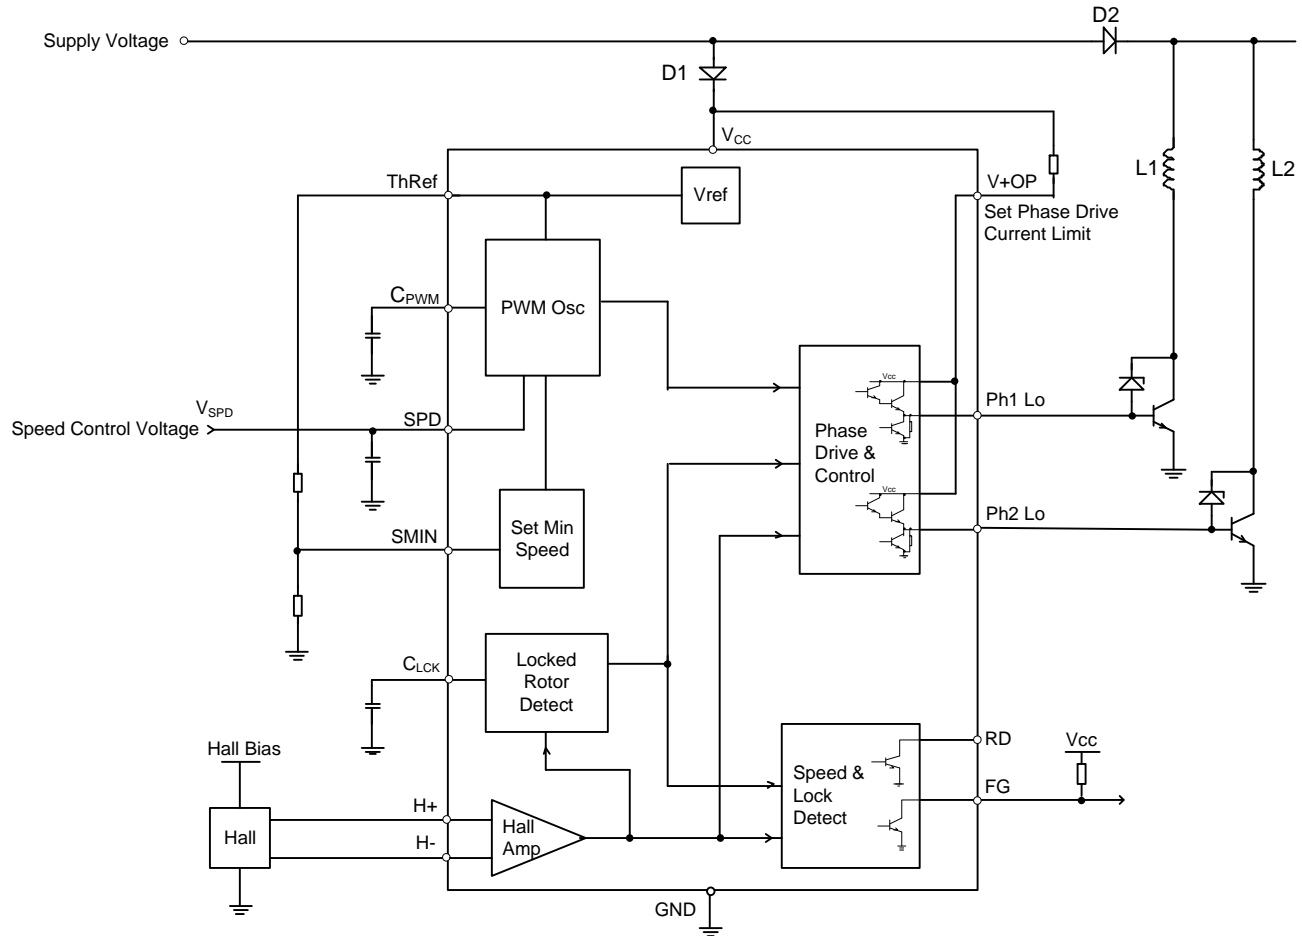 D2
Supply Voltage
D1
VCC
ThRef
Vref
V+OP
Set Phase Drive
Current Limit
L1
L2
CPWM
PWM Osc
VSPD
Speed Control Voltage
SPD
Vcc
Ph1 Lo
Phase
Drive &
Control
Vcc
Ph2 Lo
SMIN
Set Min
Speed
CLCK
Locked
Rotor
Detect
Hall Bias
RD
Vcc
Speed &
Lock
Detect
FG
H+
Hall
H-
Hall
Amp
GND